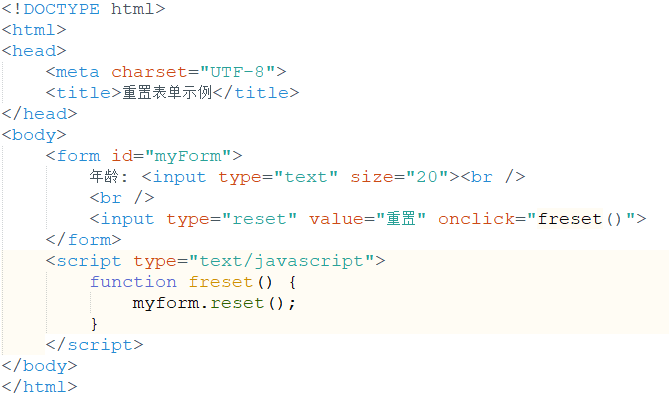 <!DOCTYPE html>
<html>
<head>
    <meta charset="UTF-8">
    <title>重置表单示例</title>
</head>
<body>
    <form id="myForm">
        年龄: <input type="text" size="20"><br />
        <br />
        <input type="reset" value="重置" onclick="freset()">
    </form>
    <script type="text/javascript">
        function freset() {
            myform.reset();
        }
    </script>
</body>
</html>